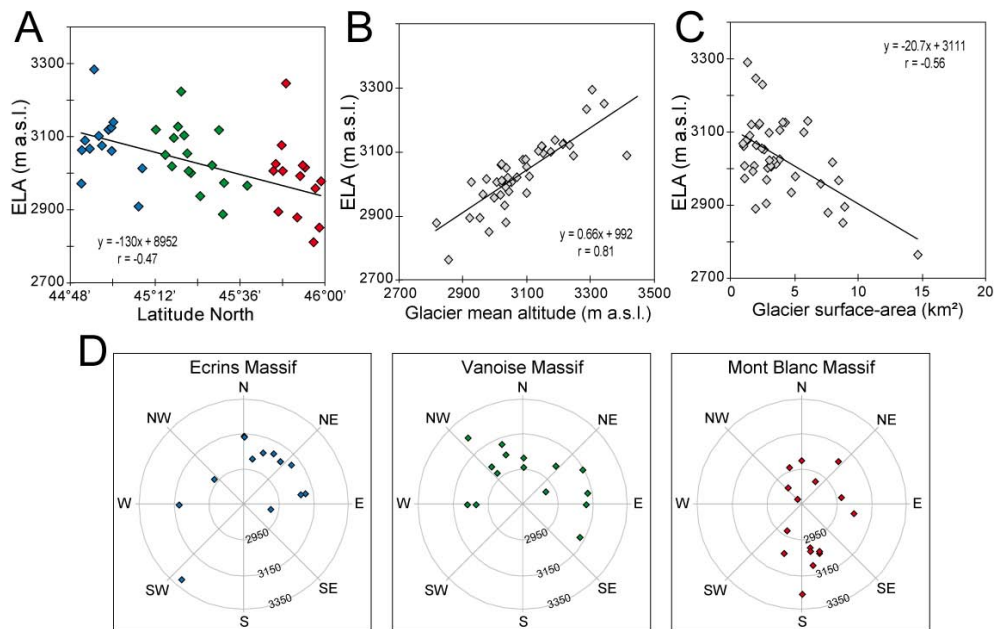 A
ELA (m a.s.l.)
3300
3100
2900
2700
y = -130x + 8952
r = -0.47
44°48'
45°12'
45°36'
46°00'
Latitude North
B
ELA (m a.s.l.)
3300
3100
2900
2700
y = 0.66x + 992
r = 0.81
2700
2900
3100
3300
3500
Glacier mean altitude (m a.s.l.)
C
ELA (m a.s.l.)
3300
3100
2900
2700
y = -20.7x + 3111
r = -0.56
0
5
10
15
20
Glacier surface-area (km²)
D
Ecrins Massif
N
NW
NE
W
E
2950
3150
3350
SW
SE
S
Vanoise Massif
N
NW
NE
W
E
2950
3150
3350
SW
SE
S
Mont Blanc Massif
N
NW
NE
W
E
2950
3150
3350
SW
SE
S